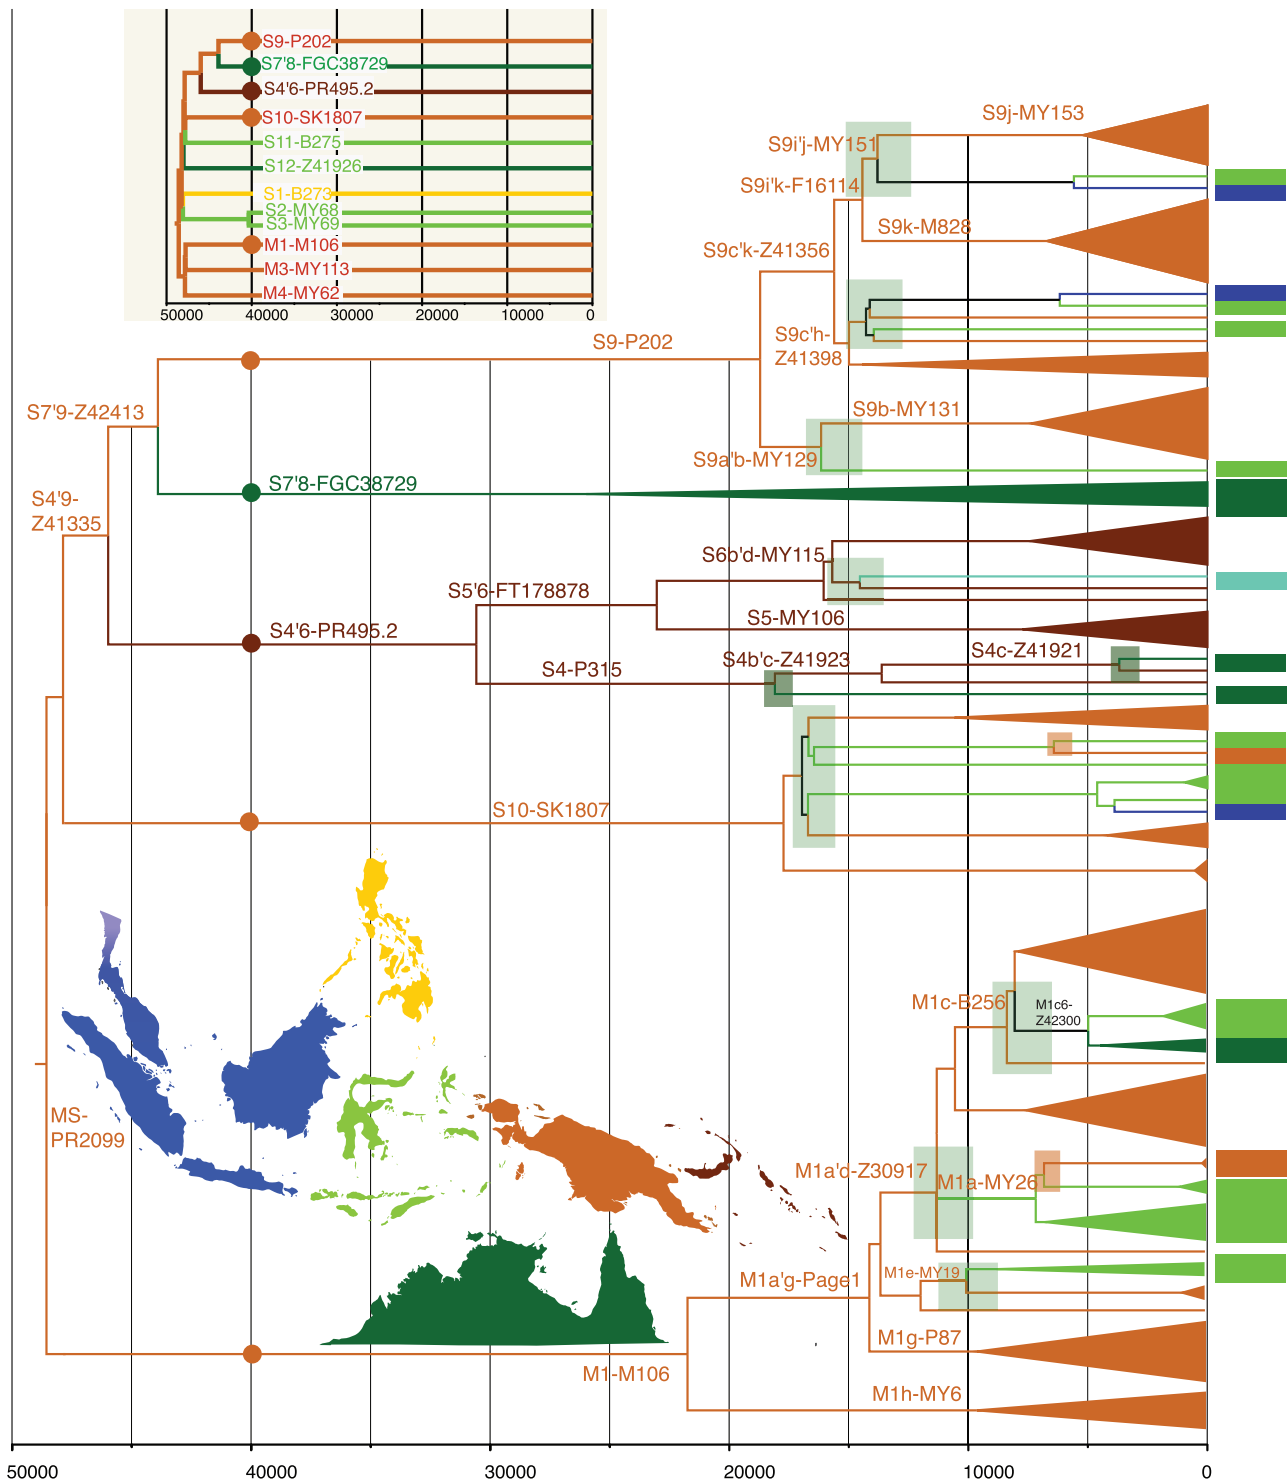 S9-P202
S7'8-FGC38729
S4'6-PR495.2
S10-SK1807
S11-B275
S12-Z41926
S1-B273
S2-MY68
S3-MY69
M1-M106
M3-MY113
M4-MY62
50000 40000 30000 20000 10000 0
S9j-MY153
S9i'j-MY151
S9i'k-F16114
S9k-M828
S9c'k-Z41356
S9c'h-
Z41398
S9-P202
S7'9-Z42413
S9b-MY131
S9a'b-MY129
S7'8-FGC38729
S4'9-
Z41335
S6b'd-MY115
S5'6-FT178878
S5-MY106
S4'6-PR495.2
S4c-Z41921
S4b'c-Z41923
S4-P315
S10-SK1807
M1c-B256
M1c6-
Z42300
MS-
PR2099
M1a'd-Z30917
M1a-MY26
M1e-MY19
M1a'g-Page1
M1g-P87
M1-M106
M1h-MY6
50000 40000 30000 20000 10000 0